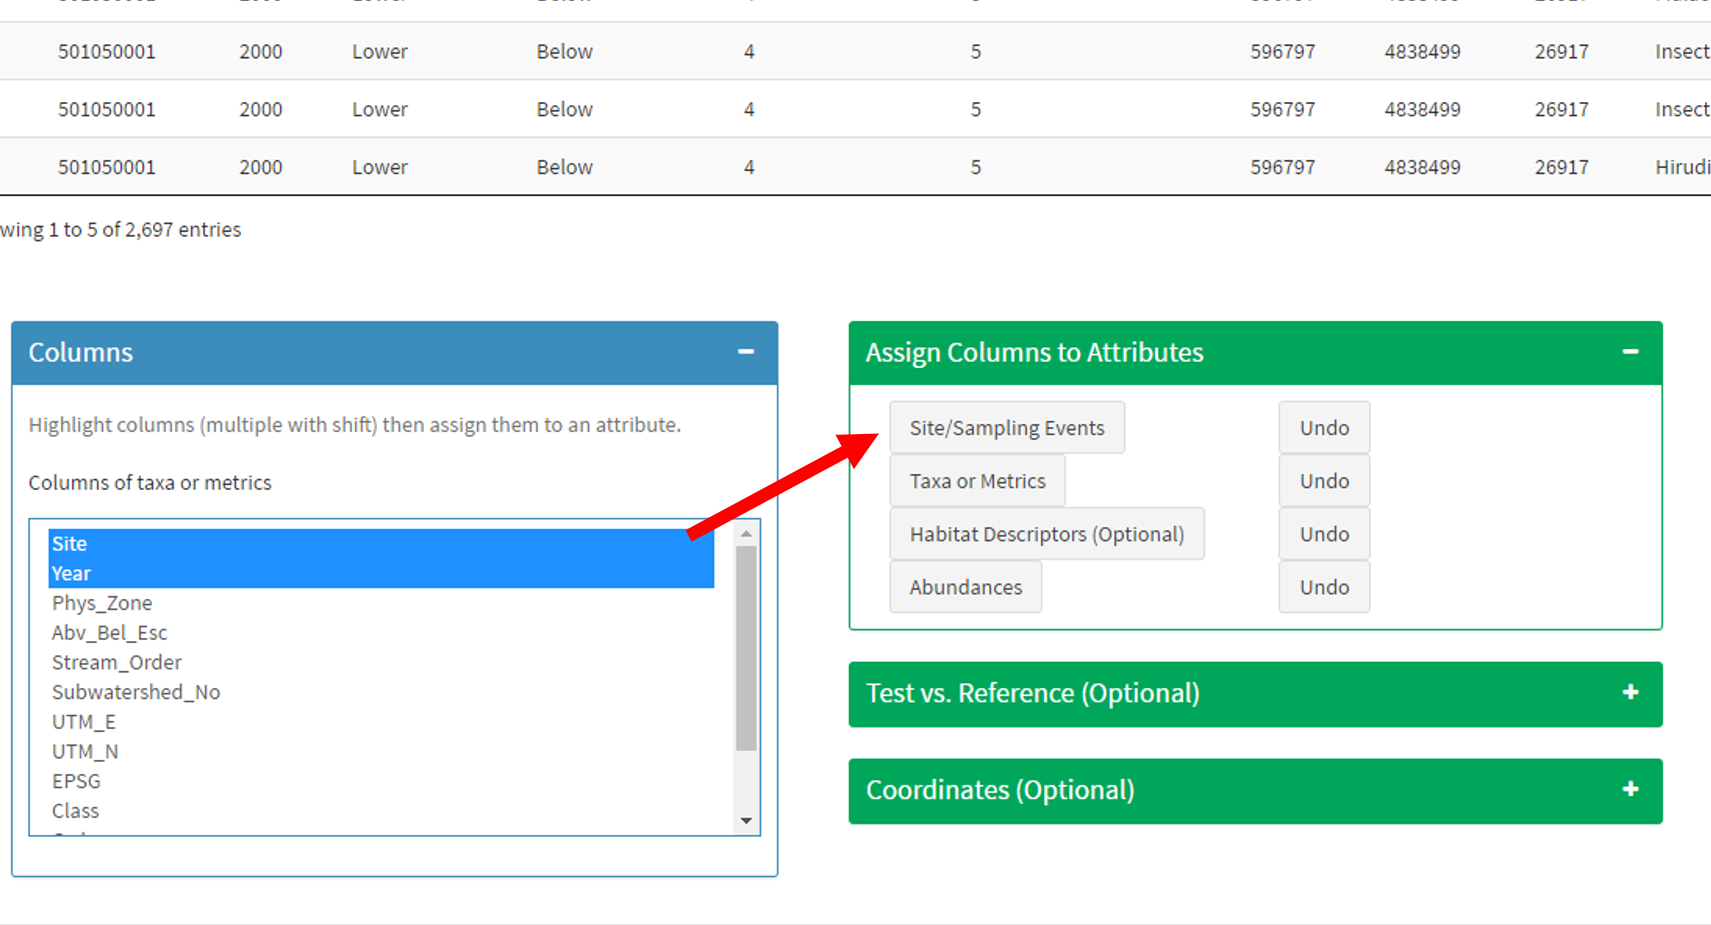 501050001 2000 Lower Below 4 5 596797 4838499 26917 Insect
501050001 2000 Lower Below 4 5 596797 4838499 26917 Insect
501050001 2000 Lower Below 4 5 596797 4838499 26917 Hirudi
wing 1 to 5 of 2,697 entries
Columns
Highlight columns (multiple with shift) then assign them to an attribute.
Columns of taxa or metrics
Site
Year
Phys_Zone
Abv_Bel_Esc
Stream_Order
Subwatershed_No
UTM_E
UTM_N
EPSG
Class
Assign Columns to Attributes
Site/Sampling Events Undo
Taxa or Metrics Undo
Habitat Descriptors (Optional) Undo
Abundances Undo
Test vs. Reference (Optional)
Coordinates (Optional)